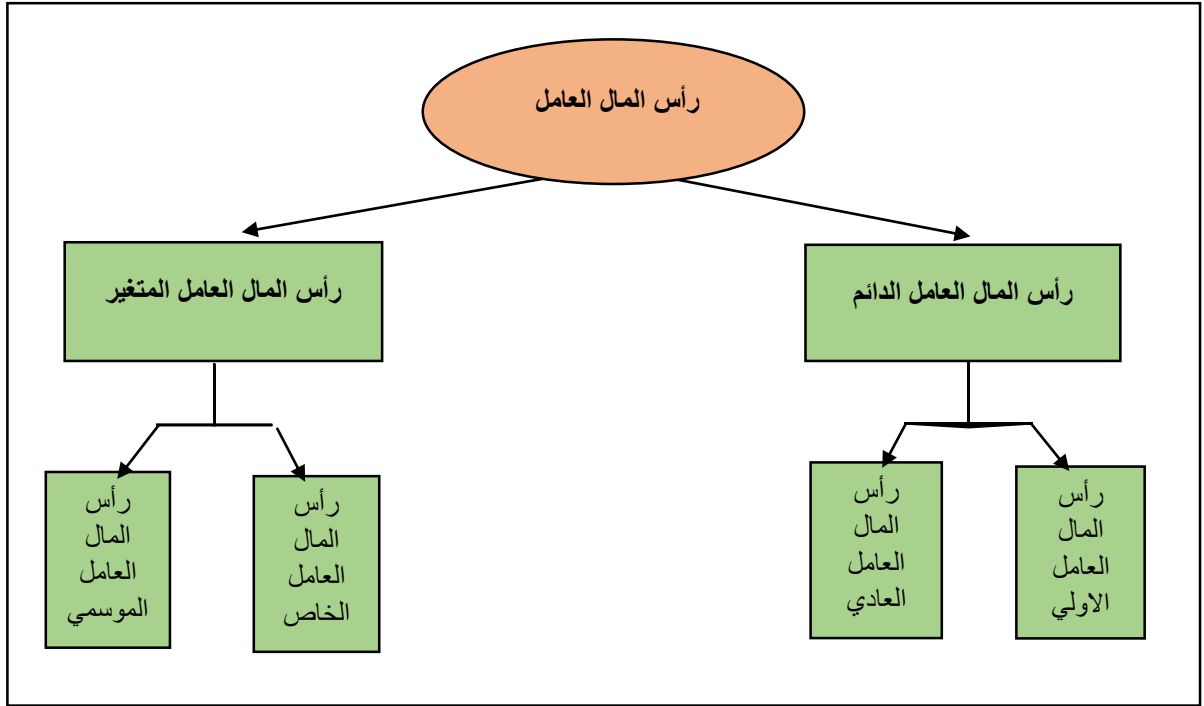 رأس المال العامل
رأس المال العامل الدائم
رأس المال العامل المتغير
رأس
المال
العامل
الاولي
رأس
المال
العامل
العادي
رأس
المال
العامل
الخاص
رأس
المال
العامل
الموسمي